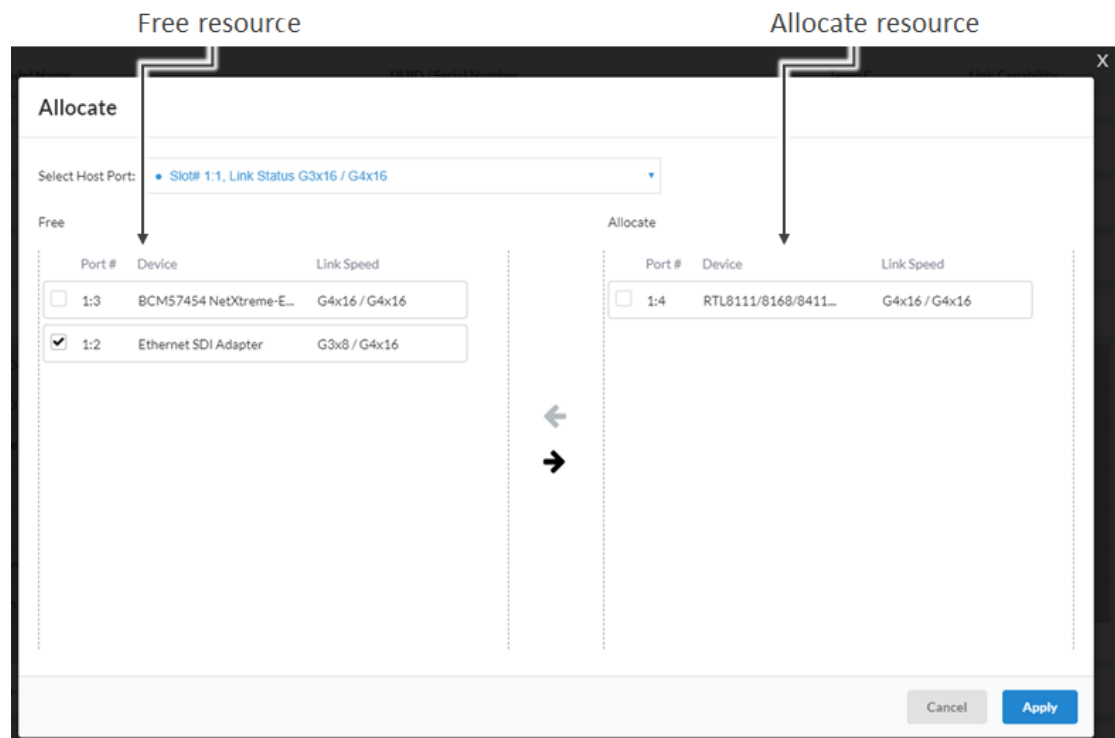 Free resource
Allocate resource
X
Allocate
Select Host Port:
• Slot# 1:1, Link Status G3x16 / G4x16
Free
Allocate
Port # Device Link Speed
Port # Device Link Speed
1:3 BCM57454 NetXtreme-E... G4x16 / G4x16
1:4 RTL8111/8168/8411... G4x16 / G4x16
1:2 Ethernet SDI Adapter G3x8 / G4x16
Cancel
Apply